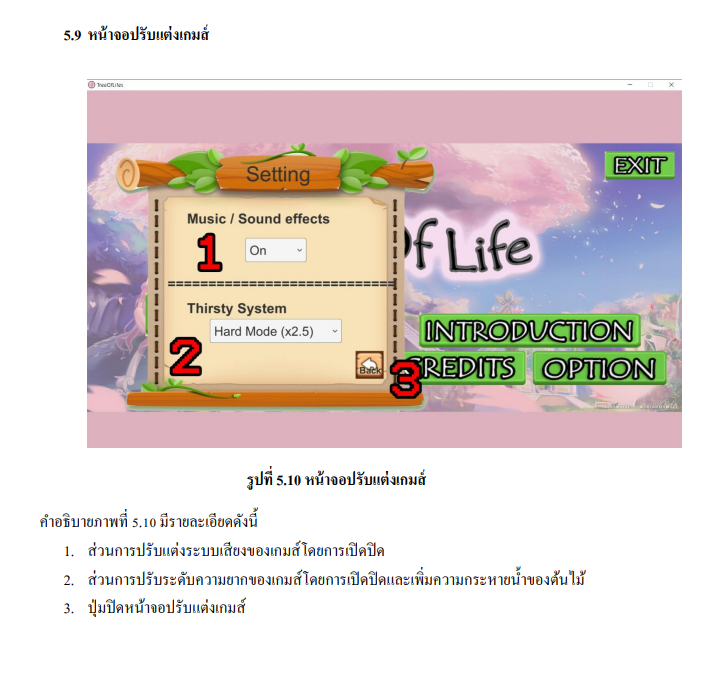 5.9 หน้าจอปรับแต่งเกมส์
TreeOfLifes
Setting
EXIT
Music / Sound effects
1
On
Of Life
Thirsty System
Hard Mode (x2.5)
2
INTRODUCTION
Back
3
CREDITS
OPTION
รูปที่ 5.10 หน้าจอปรับแต่งเกมส์
คำอธิบายภาพที่ 5.10 มีรายละเอียดดังนี้
1. ส่วนการปรับแต่งระบบเสียงของเกมส์โดยการเปิดปิด
2. ส่วนการปรับระดับความยากของเกมส์โดยการเปิดปิดและเพิ่มความกระหายน้ำของต้นไม้
3. ปุ่มปิดหน้าจอปรับแต่งเกมส์